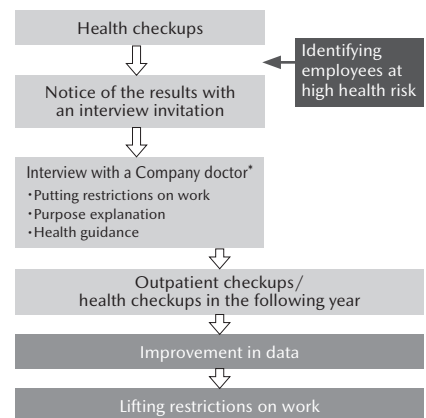 Health checkups
Identifying
employees at
high health risk
Notice of the results with
an interview invitation
Interview with a Company doctor*
・Putting restrictions on work
・Purpose explanation
・Health guidance
Outpatient checkups/
health checkups in the following year
Improvement in data
Lifting restrictions on work